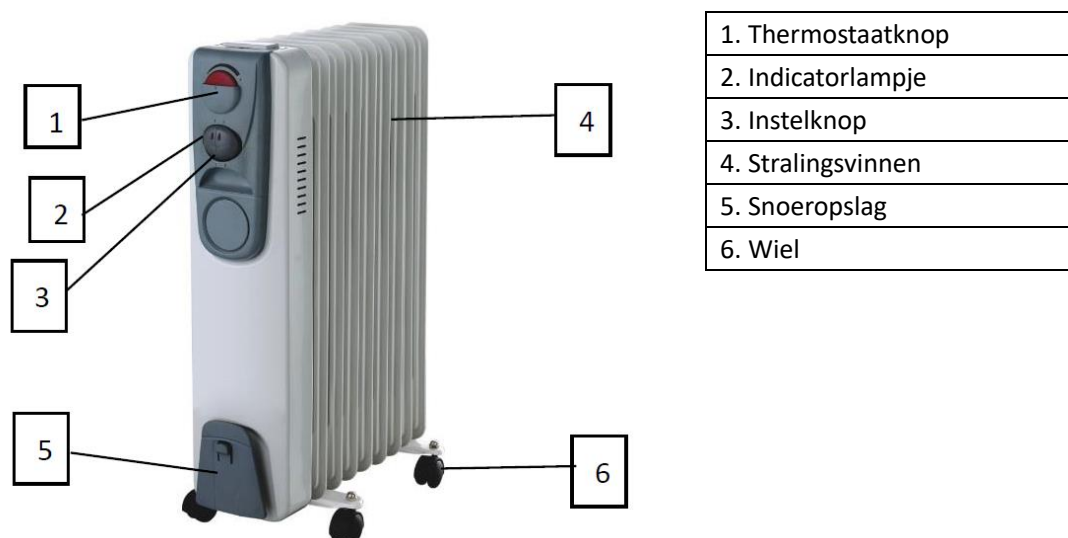 1
2
3
4
5
6
1. Thermostaatknop
2. Indicatorlampje
3. Instelknop
4. Stralingsvinnen
5. Snoeropslag
6. Wiel